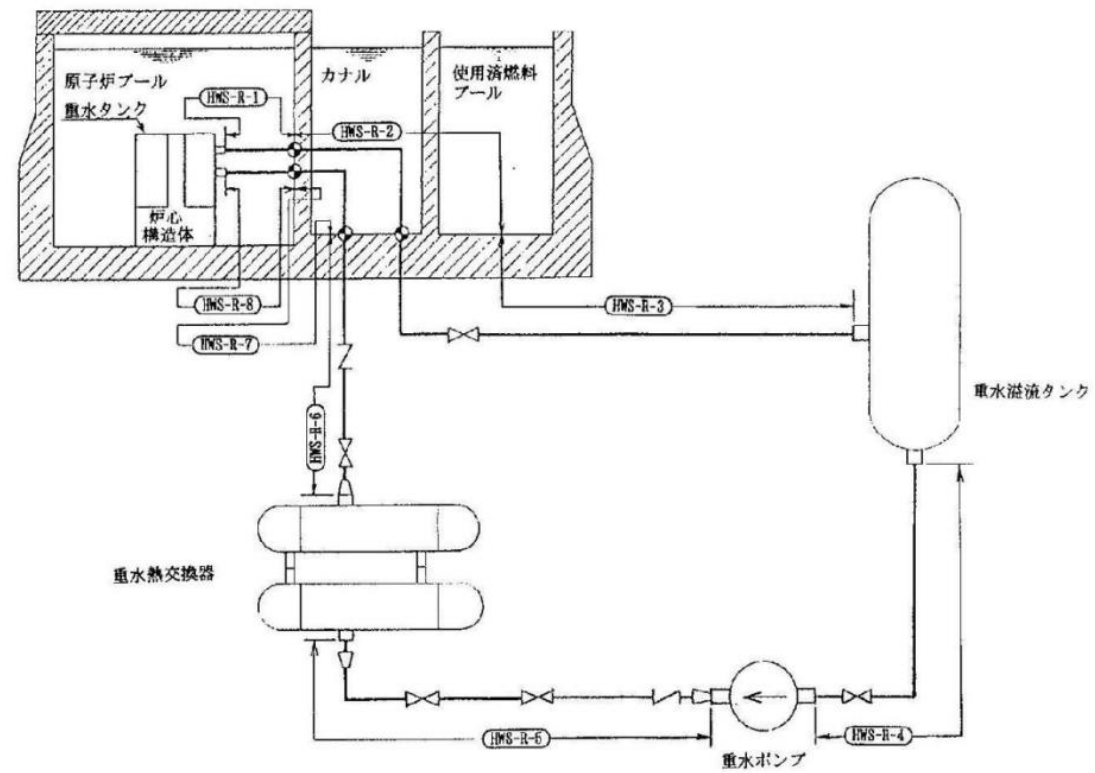 原子炉プール
重水タンク
炉心
構造体
カナル
使用済燃料
プール
HWS-R-1
HWS-R-2
HWS-R-8
HWS-R-7
HWS-R-3
HWS-R-6
重水溢流タンク
重水熱交換器
HWS-R-5
HWS-R-4
重水ポンプ